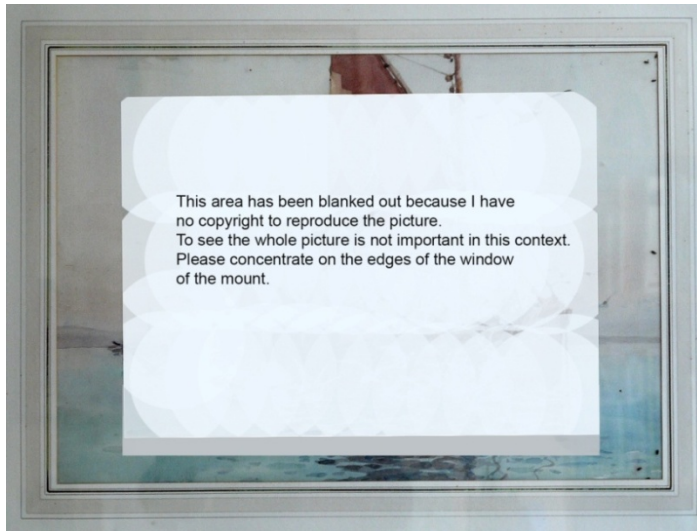 This area has been blanked out because I have
no copyright to reproduce the picture.
To see the whole picture is not important in this context.
Please concentrate on the edges of the window
of the mount.